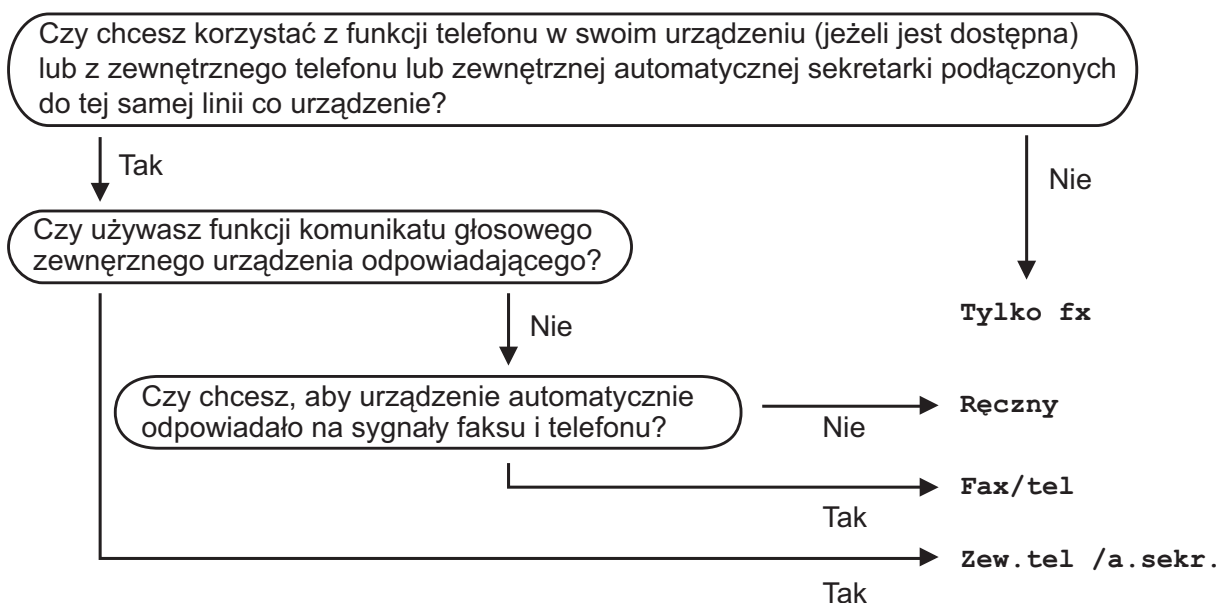 Czy chcesz korzystać z funkcji telefonu w swoim urządzeniu (jeżeli jest dostępna)
lub z zewnętrznego telefonu lub zewnętrznej automatycznej sekretarki podłączonych
do tej samej linii co urządzenie?
Tak
Nie
Czy używasz funkcji komunikatu głosowego
zewnęrznego urządzenia odpowiadającego?
Tylko fx
Nie
Czy chcesz, aby urządzenie automatycznie
odpowiadało na sygnały faksu i telefonu?
Nie
Ręczny
Fax/tel
Tak
Zew.tel /a.sekr.
Tak